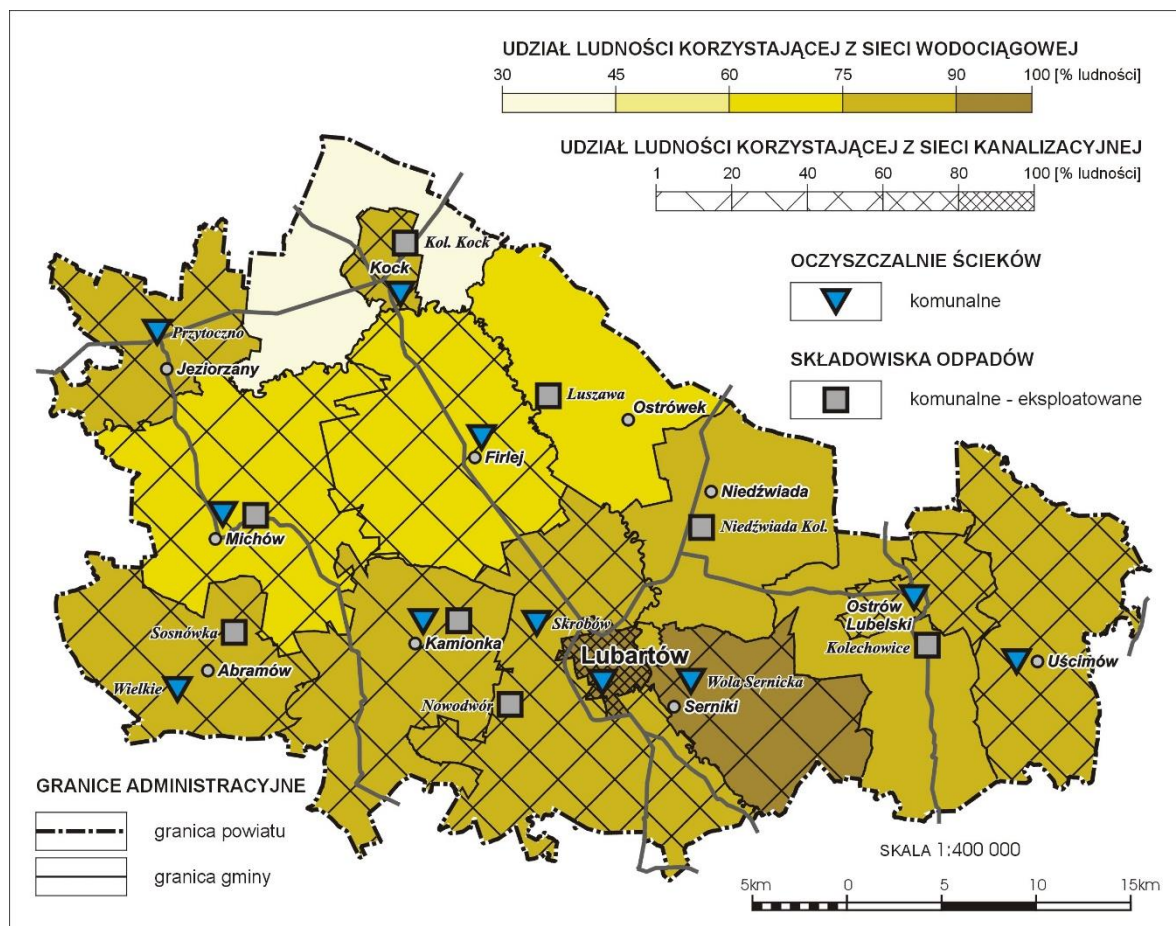 UDZIAŁ LUDNOŚCI KORZYSTAJĄCEJ Z SIECI WODOCIĄGOWEJ
30 45 60 75 90 100 [% ludności]
UDZIAŁ LUDNOŚCI KORZYSTAJĄCEJ Z SIECI KANALIZACYJNEJ
1 20 40 60 80 100 [% ludności]
OCZYSZCZALNIE ŚCIEKÓW
komunalne
SKŁADOWISKA ODPADÓW
komunalne - eksploatowane
Kol. Kock
Kock
Przytoczno
Jeziorzany
Luszawa
Ostrówek
Firlej
Niedźwiada
Niedźwiada Kol.
Michów
Ostrów
Lubelski
Sosnówka
Kamionka
Skrobów
Kolechowice
Lubartów
Uścimów
Abramów
Wielkie
Wola Sernicka
Nowodwór
Serniki
GRANICE ADMINISTRACYJNE
granica powiatu
granica gminy
SKALA 1:400 000
5km 0 5 10 15km